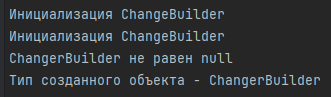 Инициализация ChangeBuilder
Инициализация ChangeBuilder
ChangerBuilder не равен null
Тип созданного объекта - ChangerBuilder